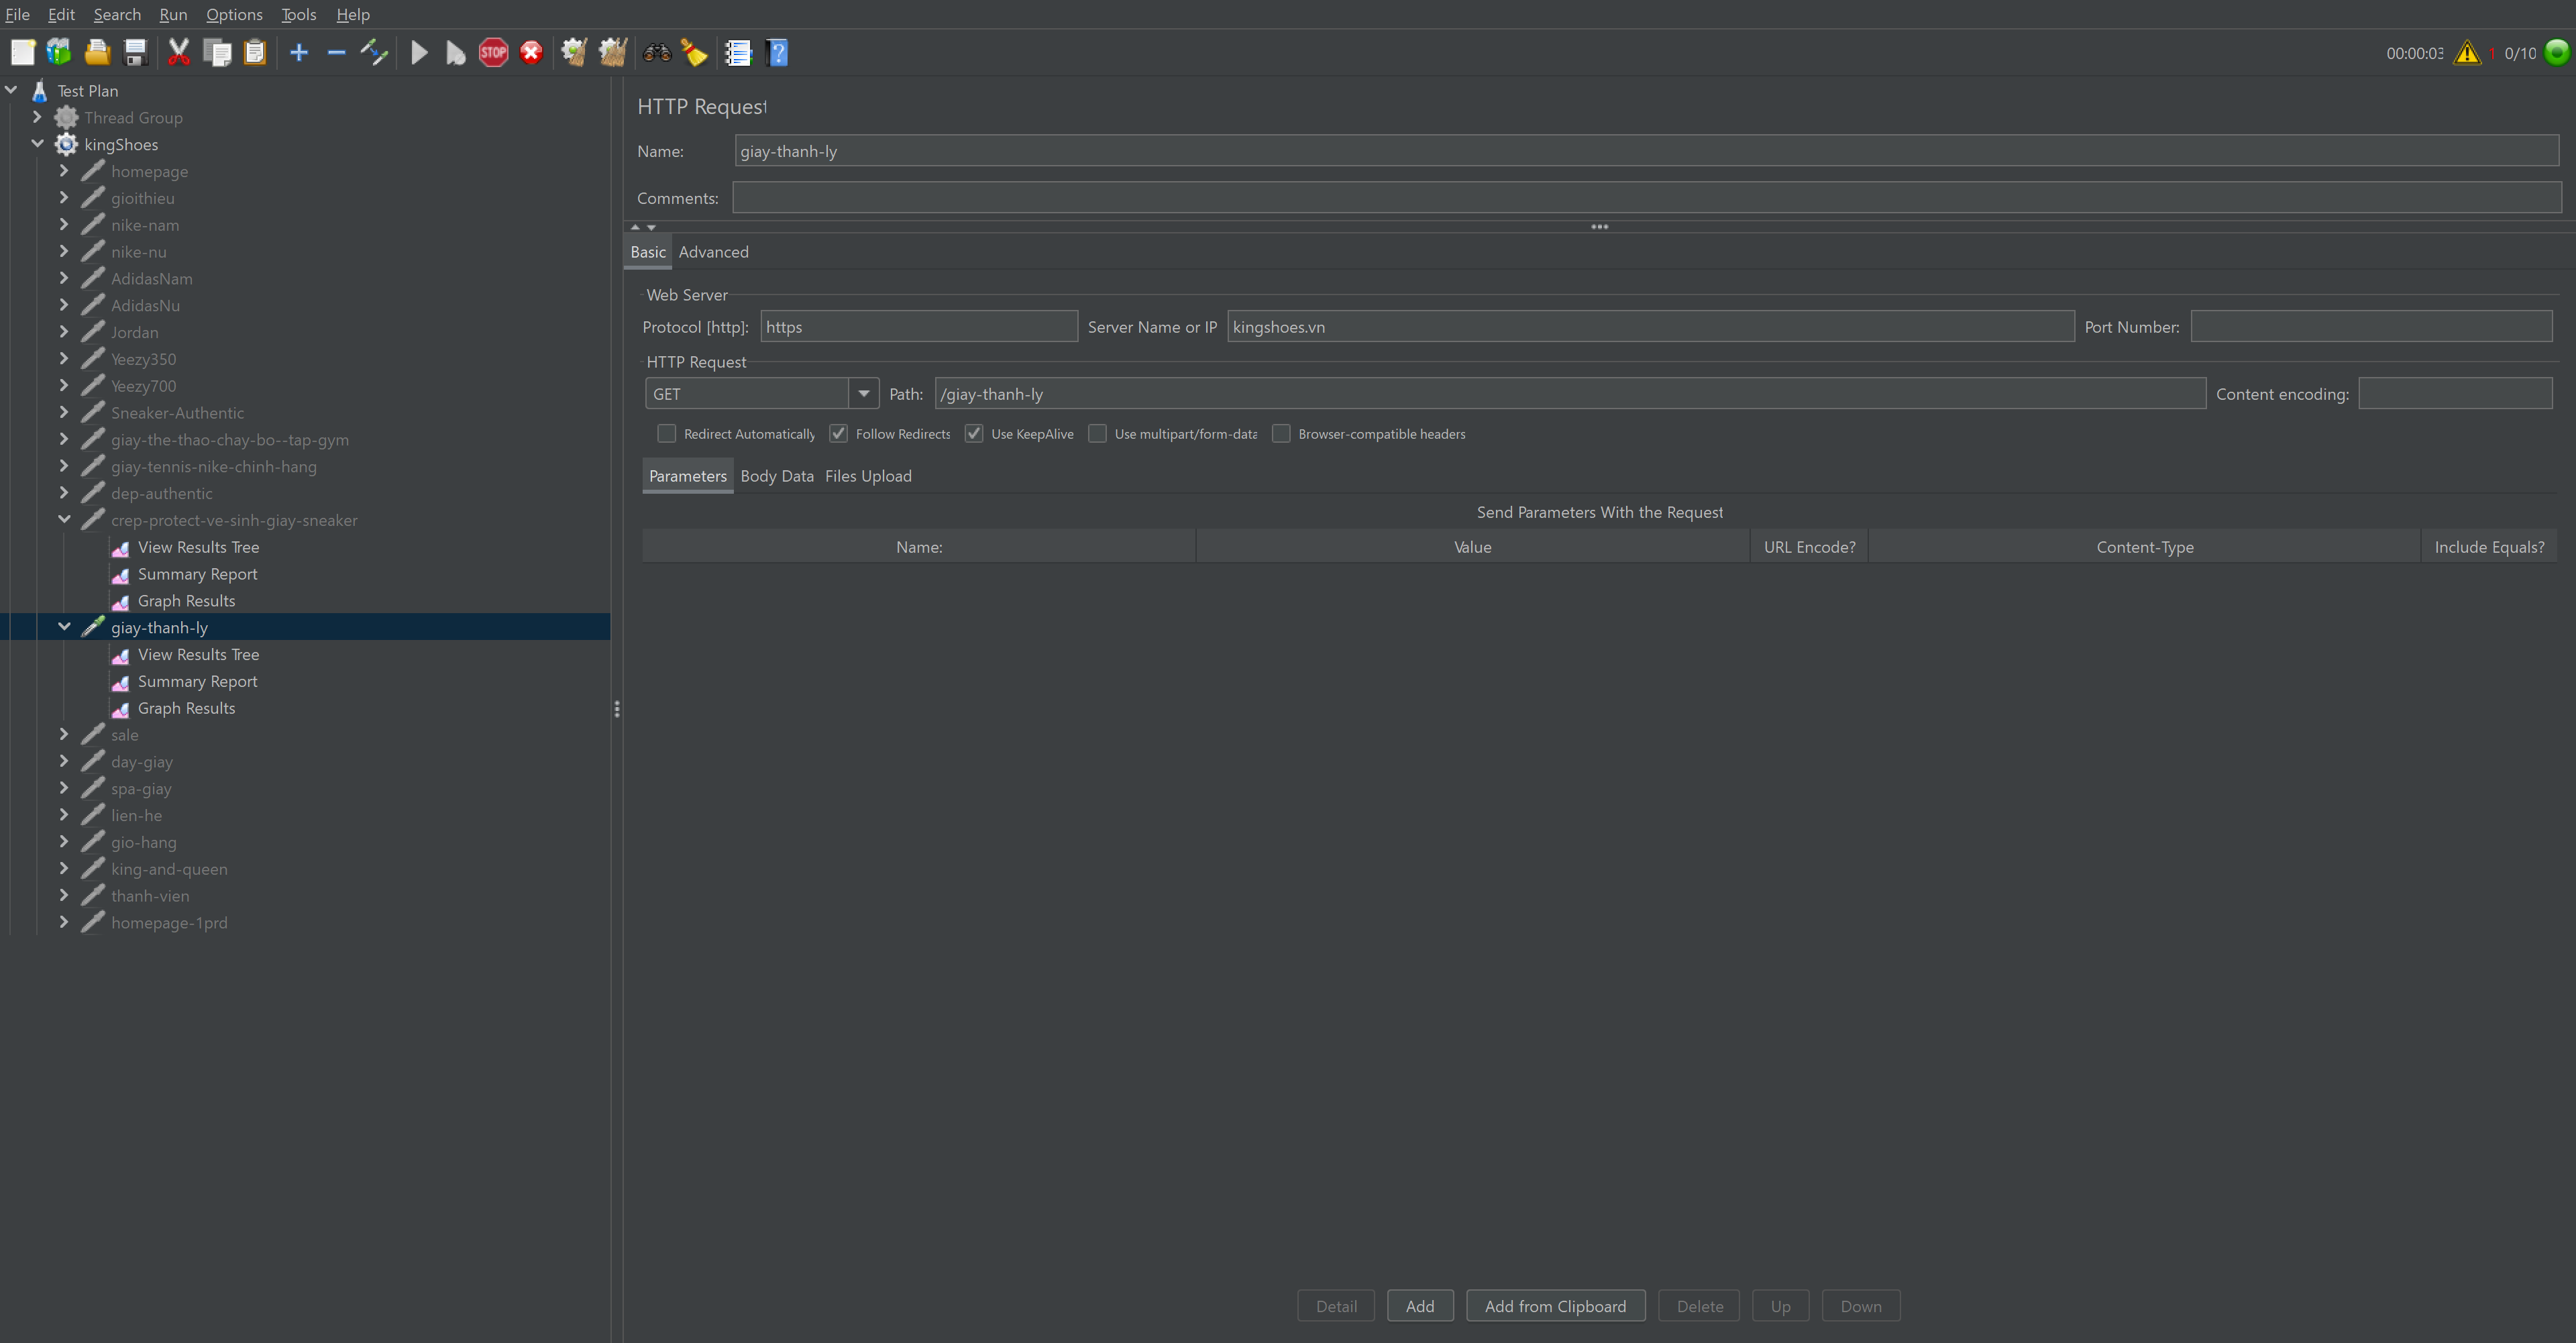 File Edit Search Run Options Tools Help
STOP
00:00:03 1 0/10
Test Plan
Thread Group
kingShoes
homepage
gioithieu
nike-nam
nike-nu
AdidasNam
AdidasNu
Jordan
Yeezy350
Yeezy700
Sneaker-Authentic
giay-the-thao-chay-bo--tap-gym
giay-tennis-nike-chinh-hang
dep-authentic
crep-protect-ve-sinh-giay-sneaker
View Results Tree
Summary Report
Graph Results
giay-thanh-ly
View Results Tree
Summary Report
Graph Results
sale
day-giay
spa-giay
lien-he
gio-hang
king-and-queen
thanh-vien
homepage-1prd
HTTP Request
Name: giay-thanh-ly
Comments:
Basic Advanced
Web Server
Protocol [http]: https Server Name or IP kingshoes.vn Port Number:
HTTP Request
GET Path: /giay-thanh-ly Content encoding:
Redirect Automatically Follow Redirects Use KeepAlive Use multipart/form-data Browser-compatible headers
Parameters Body Data Files Upload
Send Parameters With the Request
Name: Value URL Encode? Content-Type Include Equals?
Detail Add Add from Clipboard Delete Up Down